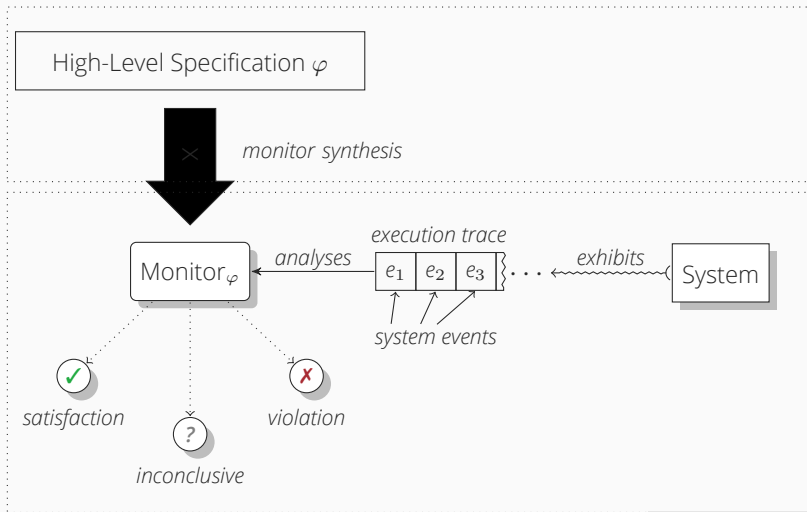 High-Level Specification φ
monitor synthesis
execution trace
analyses
exhibits
Monitorφ
e1 e2 e3 ...
System
system events
✓
✗
satisfaction
violation
?
inconclusive